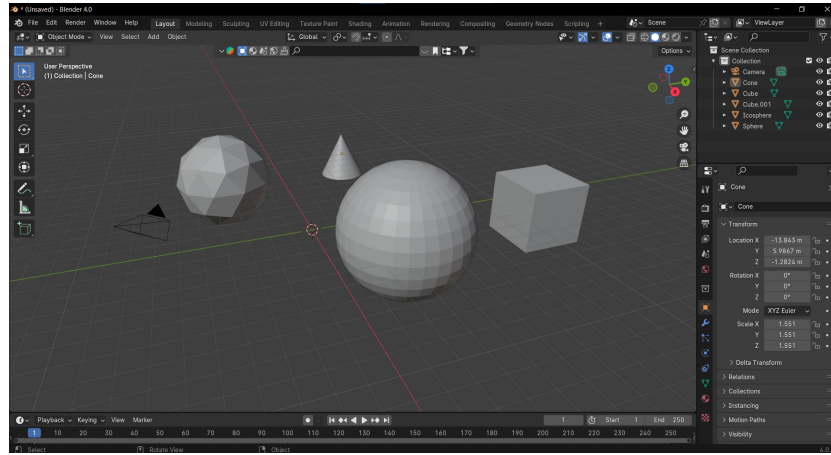 * (Unsaved) - Blender 4.0
File Edit Render Window Help Layout Modeling Sculpting UV Editing Texture Paint Shading Animation Rendering Compositing Geometry Nodes Scripting + Scene ViewLayer
Object Mode View Select Add Object Global
Options
User Perspective
(1) Collection | Cone
Z
Y
X
Scene Collection
Collection
Camera
Cone
Cube
Cube.001
Icosphere
Sphere
Cone
Cone
Transform
Location X -13.843 m
Y 5.9867 m
Z -1.2824 m
Rotation X 0°
Y 0°
Z 0°
Mode XYZ Euler
Scale X 1.551
Y 1.551
Z 1.551
Delta Transform
Relations
Collections
Instancing
Motion Paths
Visibility
Playback Keying View Marker 1 Start 1 End 250
1 10 20 30 40 50 60 70 80 90 100 110 120 130 140 150 160 170 180 190 200 210 220 230 240 250
Select Rotate View Object